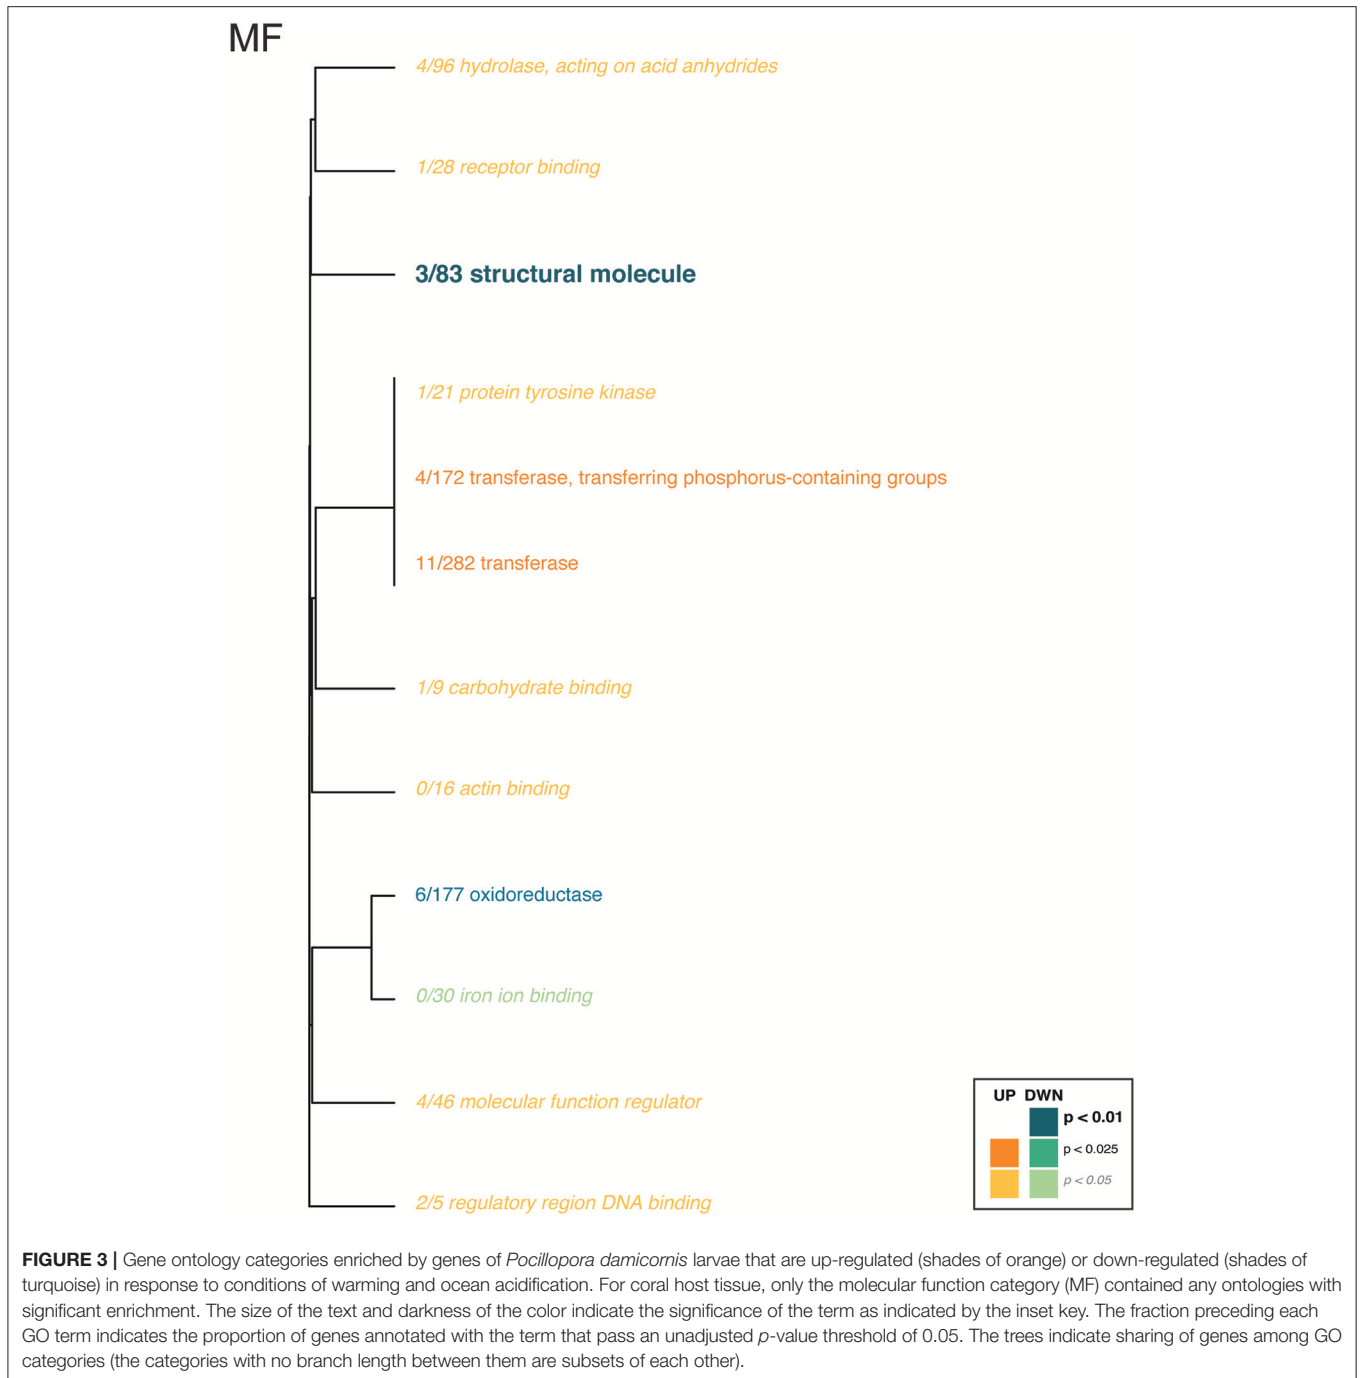 MF
4/96 hydrolase, acting on acid anhydrides
1/28 receptor binding
3/83 structural molecule
1/21 protein tyrosine kinase
4/172 transferase, transferring phosphorus-containing groups
11/282 transferase
1/9 carbohydrate binding
0/16 actin binding
6/177 oxidoreductase
0/30 iron ion binding
4/46 molecular function regulator
2/5 regulatory region DNA binding
UP DWN
p < 0.01
p < 0.025
p < 0.05
FIGURE 3 | Gene ontology categories enriched by genes of Pocillopora damicornis larvae that are up-regulated (shades of orange) or down-regulated (shades of
turquoise) in response to conditions of warming and ocean acidification. For coral host tissue, only the molecular function category (MF) contained any ontologies with
significant enrichment. The size of the text and darkness of the color indicate the significance of the term as indicated by the inset key. The fraction preceding each
GO term indicates the proportion of genes annotated with the term that pass an unadjusted p-value threshold of 0.05. The trees indicate sharing of genes among GO
categories (the categories with no branch length between them are subsets of each other).